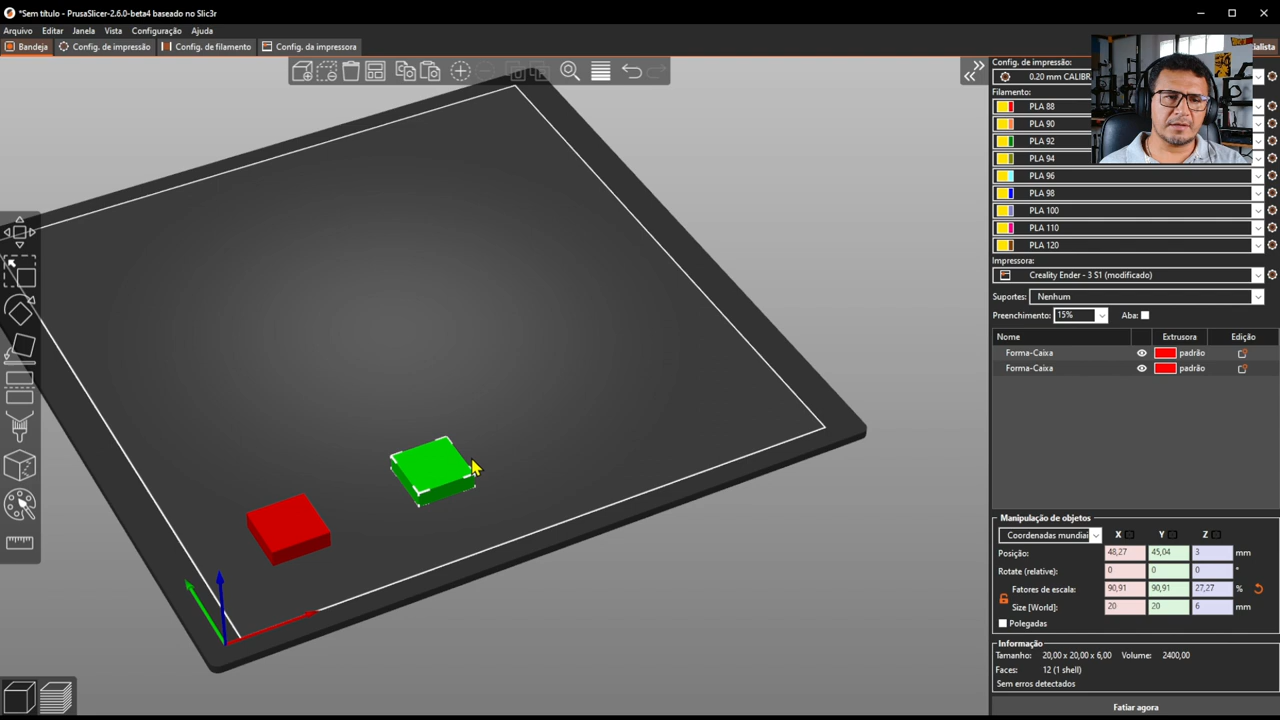 *Sem título - PrusaSlicer-2.6.0-beta4 baseado no Slic3r
Arquivo Editar Janela Vista Configuração Ajuda
Bandeja Config. de impressão Config. de filamento Config. da impressora
Config. de impressão:
0.20 mm CALIBR
Filamento:
PLA 88
PLA 90
PLA 92
PLA 94
PLA 96
PLA 98
PLA 100
PLA 110
PLA 120
Impressora:
Creality Ender - 3 S1 (modificado)
Suportes: Nenhum
Preenchimento: 15% Aba:
Nome Extrusora Edição
Forma-Caixa padrão
Forma-Caixa padrão
Manipulação de objetos
Coordenadas mundiai X Y Z
Posição: 48,27 45,04 3 mm
Rotate (relative): 0 0 0 °
Fatores de escala: 90,91 90,91 27,27 %
Size [World]: 20 20 6 mm
Polegadas
Informação
Tamanho: 20,00 x 20,00 x 6,00 Volume: 2400,00
Faces: 12 (1 shell)
Sem erros detectados
Fatiar agora